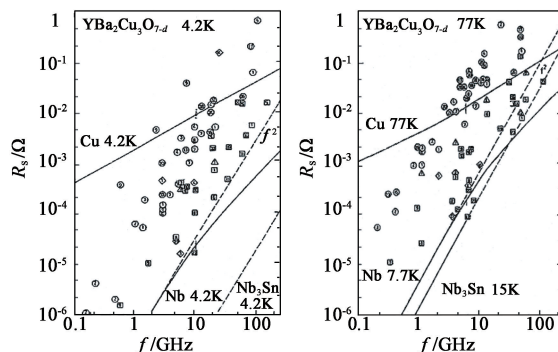 YBa₂Cu₃O₇₋d 4.2K
1
10⁻¹
10⁻²
10⁻³
10⁻⁴
10⁻⁵
10⁻⁶
Rs/Ω
Cu 4.2K
f²
Nb 4.2K
Nb₃Sn
4.2K
0.1 1 10 100
f/GHz
YBa₂Cu₃O₇₋d 77K
1
10⁻¹
10⁻²
10⁻³
10⁻⁴
10⁻⁵
10⁻⁶
Rs/Ω
f²
Cu 77K
Nb 7.7K
Nb₃Sn 15K
0.1 1 10 100
f/GHz